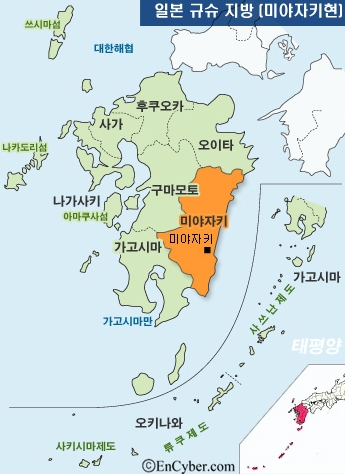 일본 규슈 지방 [미야자키현]
쓰시마섬
대한해협
후쿠오카
사가
오이타
나카도리섬
구마모토
나가사키
아마쿠사섬
미야자키
미야자키
가고시마
가고시마
사쓰난제도
가고시마만
태평양
오키나와
류큐제도
사키시마제도
©EnCyber.com